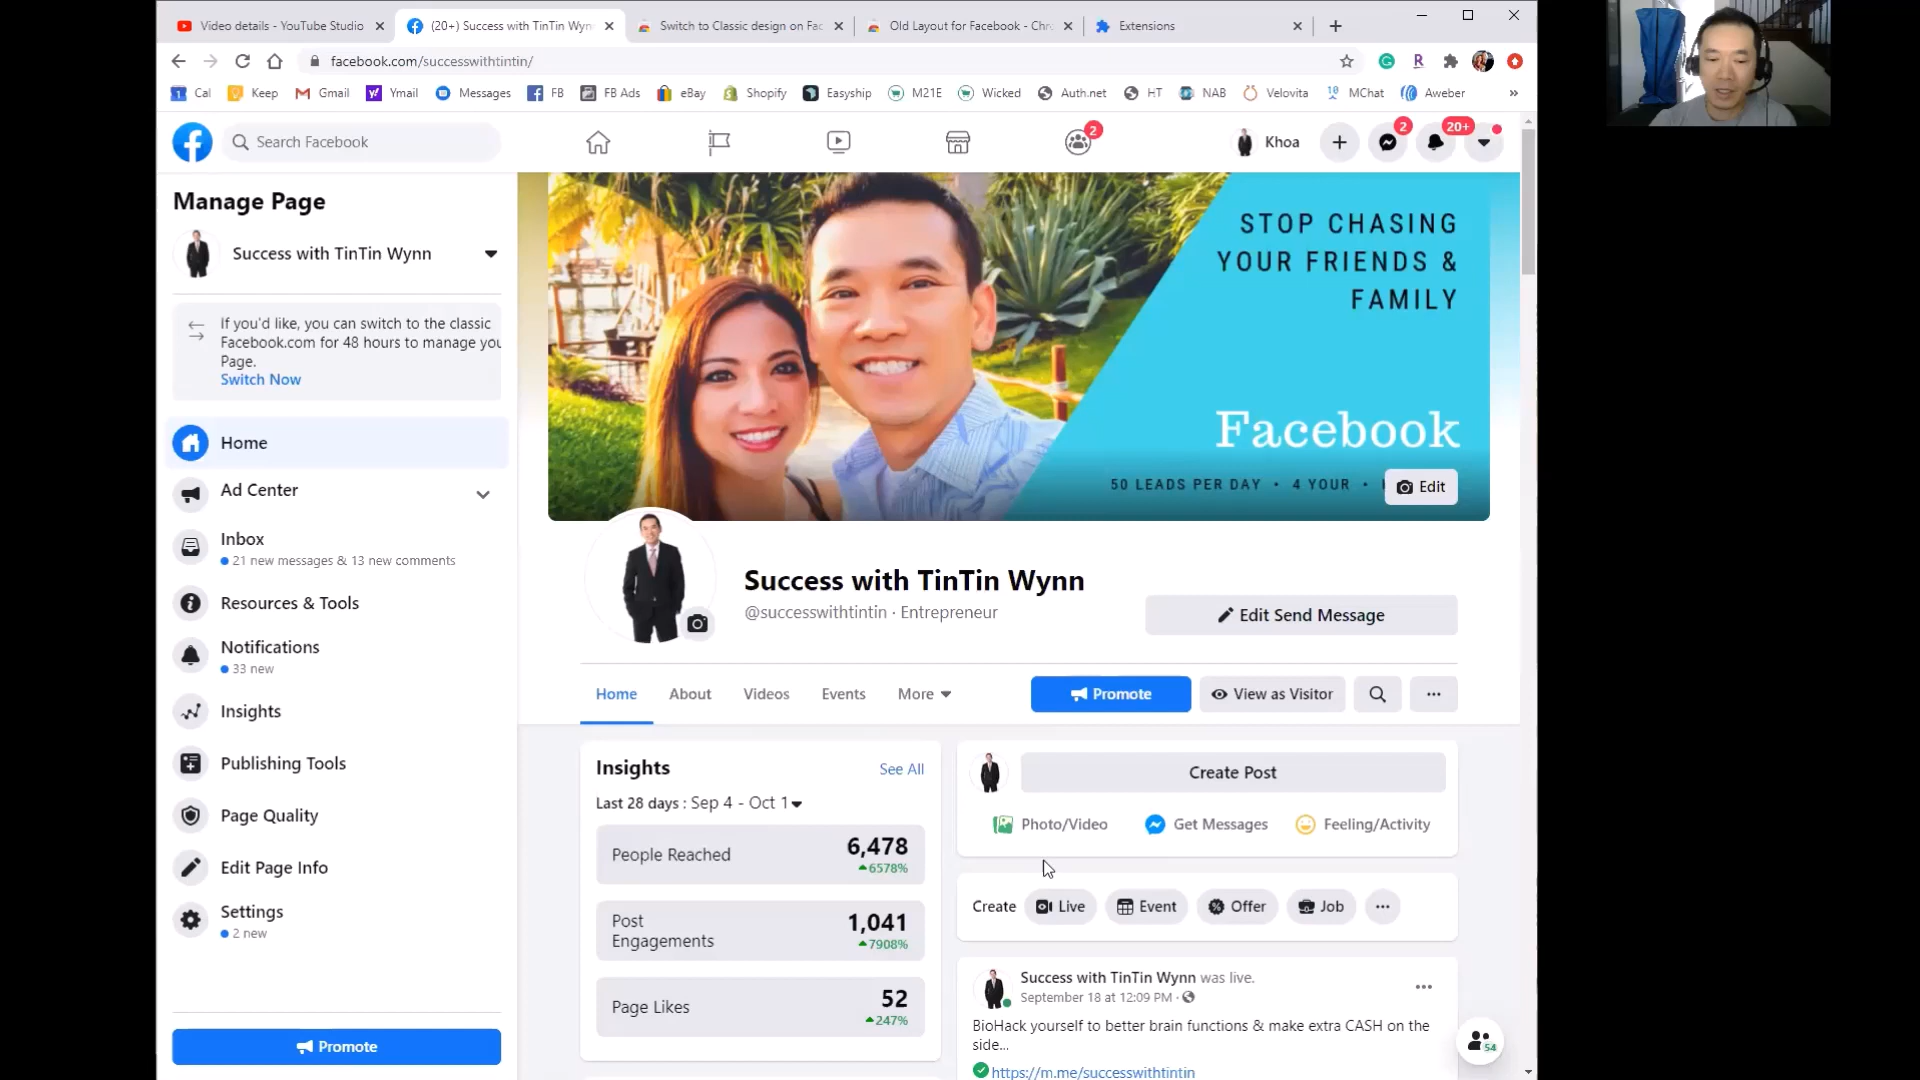 Video details - YouTube Studio
(20+) Success with TinTin Wyn
Switch to Classic design on Fac
Old Layout for Facebook - Chr
Extensions
facebook.com/successwithtintin/
Cal
Keep
Gmail
Ymail
Messages
FB
FB Ads
eBay
Shopify
Easyship
M21E
Wicked
Auth.net
HT
NAB
Velovita
MChat
Aweber
Search Facebook
2
Khoa
2
20+
Manage Page
Success with TinTin Wynn
If you'd like, you can switch to the classic
Facebook.com for 48 hours to manage you
Page.
Switch Now
Home
Ad Center
Inbox
21 new messages & 13 new comments
Resources & Tools
Notifications
33 new
Insights
Publishing Tools
Page Quality
Edit Page Info
Settings
2 new
Promote
STOP CHASING
YOUR FRIENDS &
FAMILY
Facebook
50 LEADS PER DAY • 4 YOUR •
Edit
Success with TinTin Wynn
@successwithtintin · Entrepreneur
Edit Send Message
Home
About
Videos
Events
More
Promote
View as Visitor
Insights
See All
Last 28 days : Sep 4 - Oct 1
People Reached
6,478
6578%
Post
Engagements
1,041
7908%
Page Likes
52
247%
Create Post
Photo/Video
Get Messages
Feeling/Activity
Create
Live
Event
Offer
Job
Success with TinTin Wynn was live.
September 18 at 12:09 PM ·
BioHack yourself to better brain functions & make extra CASH on the
side...
https://m.me/successwithtintin
54